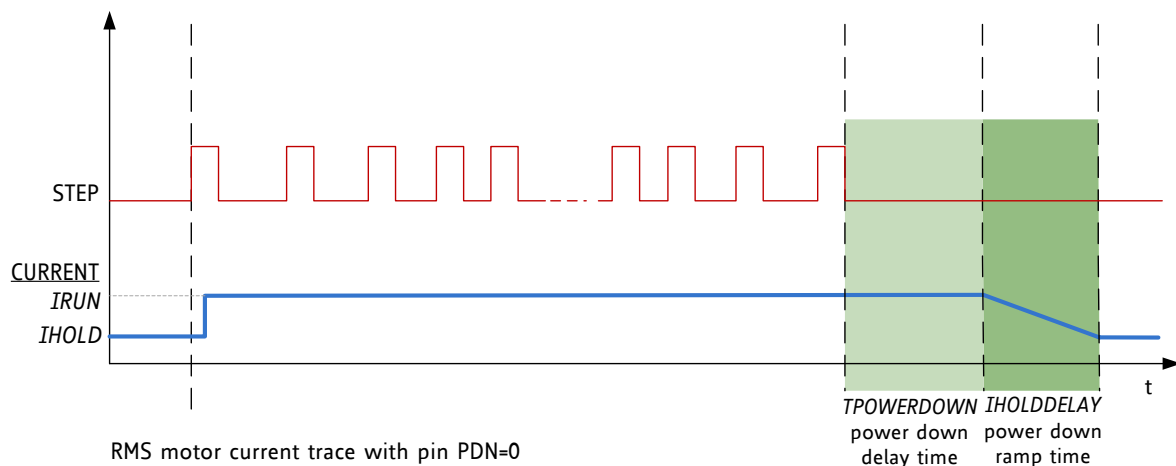 STEP
CURRENT
IRUN
IHOLD
t
TPOWERDOWN
power down
delay time
IHOLDDELAY
power down
ramp time
RMS motor current trace with pin PDN=0